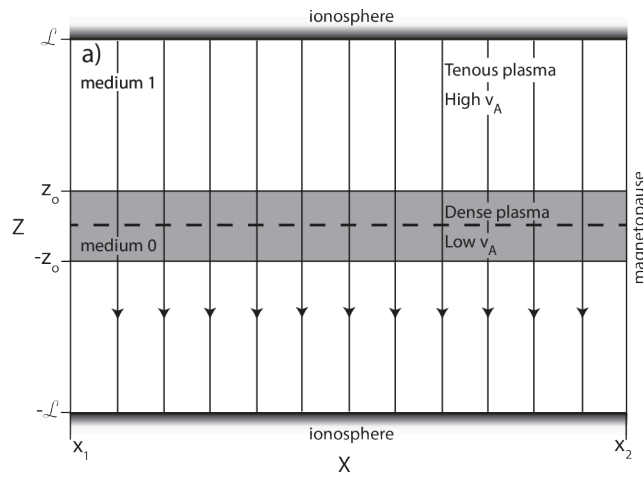 ionosphere
ℒ
a)
medium 1
Tenous plasma
High v_A
z_o
Z
Dense plasma
medium 0
Low v_A
-z_o
magnetopause
-ℒ
ionosphere
x_1
X
x_2